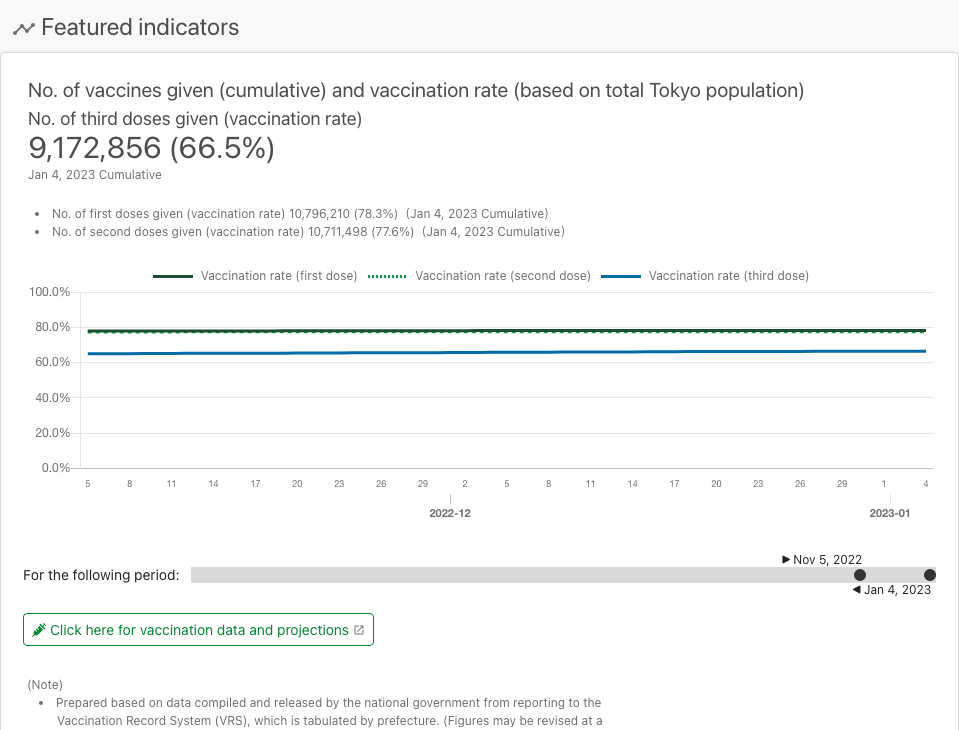 Featured indicators
No. of vaccines given (cumulative) and vaccination rate (based on total Tokyo population)
No. of third doses given (vaccination rate)
9,172,856 (66.5%)
Jan 4, 2023 Cumulative
• No. of first doses given (vaccination rate) 10,796,210 (78.3%) (Jan 4, 2023 Cumulative)
• No. of second doses given (vaccination rate) 10,711,498 (77.6%) (Jan 4, 2023 Cumulative)
Vaccination rate (first dose) Vaccination rate (second dose) Vaccination rate (third dose)
100.0%
80.0%
60.0%
40.0%
20.0%
0.0%
5 8 11 14 17 20 23 26 29 2 5 8 11 14 17 20 23 26 29 1 4
2022-12 2023-01
▶ Nov 5, 2022
For the following period:
◀ Jan 4, 2023
Click here for vaccination data and projections
(Note)
• Prepared based on data compiled and released by the national government from reporting to the
Vaccination Record System (VRS), which is tabulated by prefecture. (Figures may be revised at a